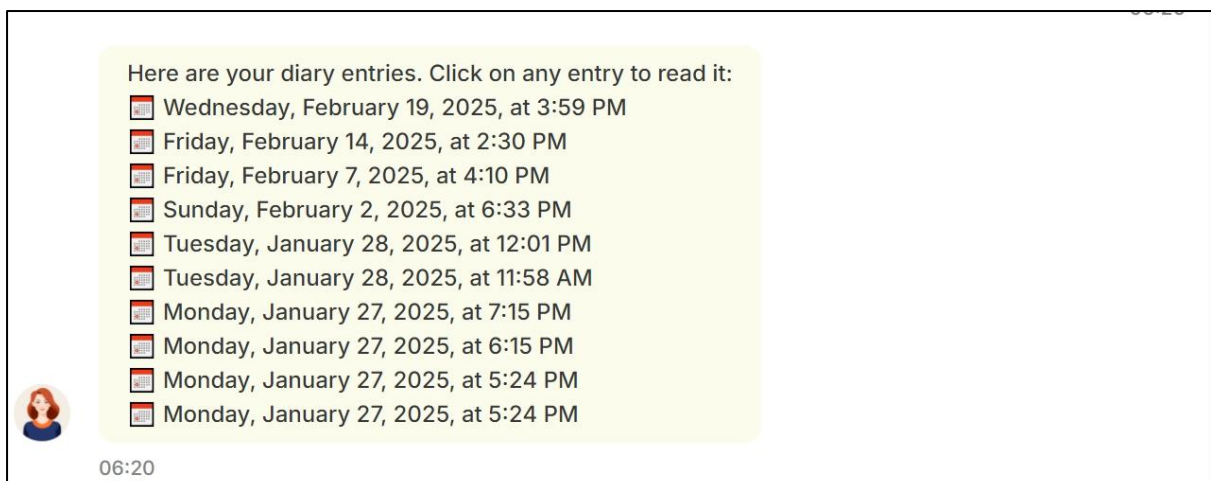 Here are your diary entries. Click on any entry to read it:
Wednesday, February 19, 2025, at 3:59 PM
Friday, February 14, 2025, at 2:30 PM
Friday, February 7, 2025, at 4:10 PM
Sunday, February 2, 2025, at 6:33 PM
Tuesday, January 28, 2025, at 12:01 PM
Tuesday, January 28, 2025, at 11:58 AM
Monday, January 27, 2025, at 7:15 PM
Monday, January 27, 2025, at 6:15 PM
Monday, January 27, 2025, at 5:24 PM
Monday, January 27, 2025, at 5:24 PM
06:20